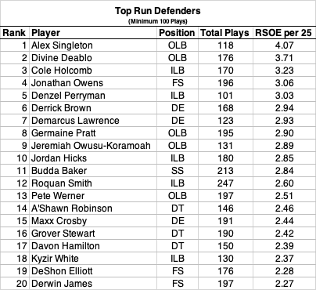 Top Run Defenders
(Minimum 100 Plays)
Rank Player Position Total Plays RSOE per 25
1 Alex Singleton OLB 118 4.07
2 Divine Deablo OLB 176 3.71
3 Cole Holcomb ILB 170 3.23
4 Jonathan Owens FS 196 3.06
5 Denzel Perryman ILB 101 3.03
6 Derrick Brown DE 168 2.94
7 Demarcus Lawrence DE 123 2.93
8 Germaine Pratt OLB 195 2.90
9 Jeremiah Owusu-Koramoah OLB 131 2.89
10 Jordan Hicks ILB 180 2.85
11 Budda Baker SS 213 2.84
12 Roquan Smith ILB 247 2.60
13 Pete Werner OLB 197 2.51
14 A'Shawn Robinson DT 146 2.46
15 Maxx Crosby DE 191 2.44
16 Grover Stewart DT 190 2.42
17 Davon Hamilton DT 150 2.39
18 Kyzir White ILB 130 2.37
19 DeShon Elliott FS 176 2.28
20 Derwin James FS 197 2.27